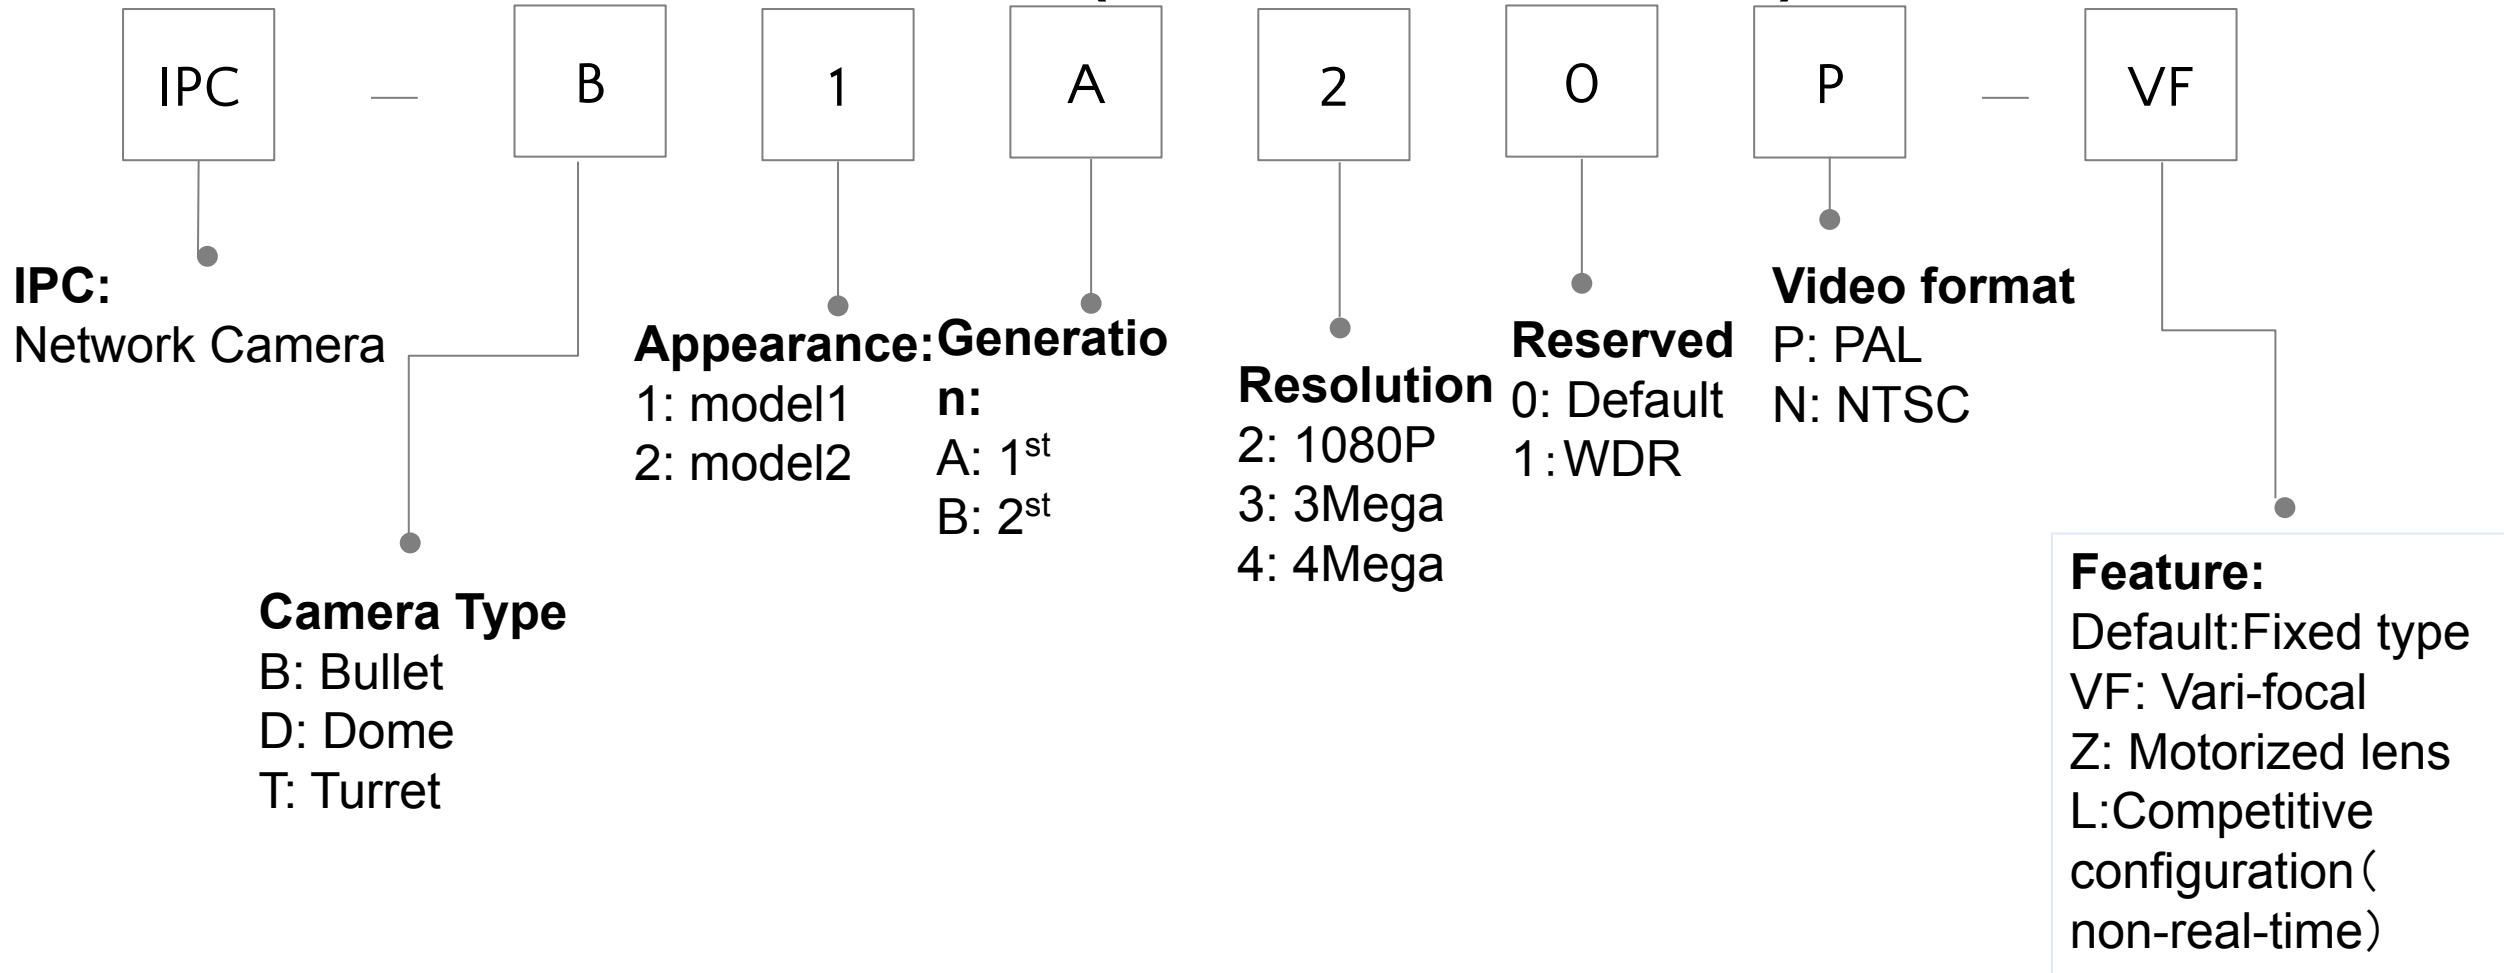 IPC — B 1 A 2 0 P — VF
IPC:
Network Camera
Camera Type
B: Bullet
D: Dome
T: Turret
Appearance:
1: model1
2: model2
Generatio
n:
A: 1st
B: 2st
Resolution
2: 1080P
3: 3Mega
4: 4Mega
Reserved
0: Default
1:WDR
Video format
P: PAL
N: NTSC
Feature:
Default:Fixed type
VF: Vari-focal
Z: Motorized lens
L:Competitive
configuration（
non-real-time）